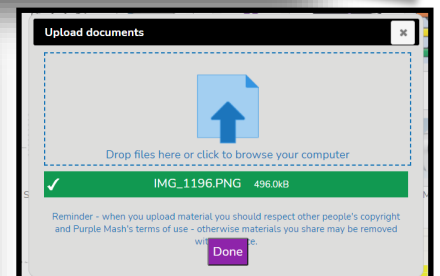 Upload documents
Drop files here or click to browse your computer
IMG_1196.PNG 496.0kB
Reminder - when you upload material you should respect other people's copyright
and Purple Mash's terms of use - otherwise materials you share may be removed
Done